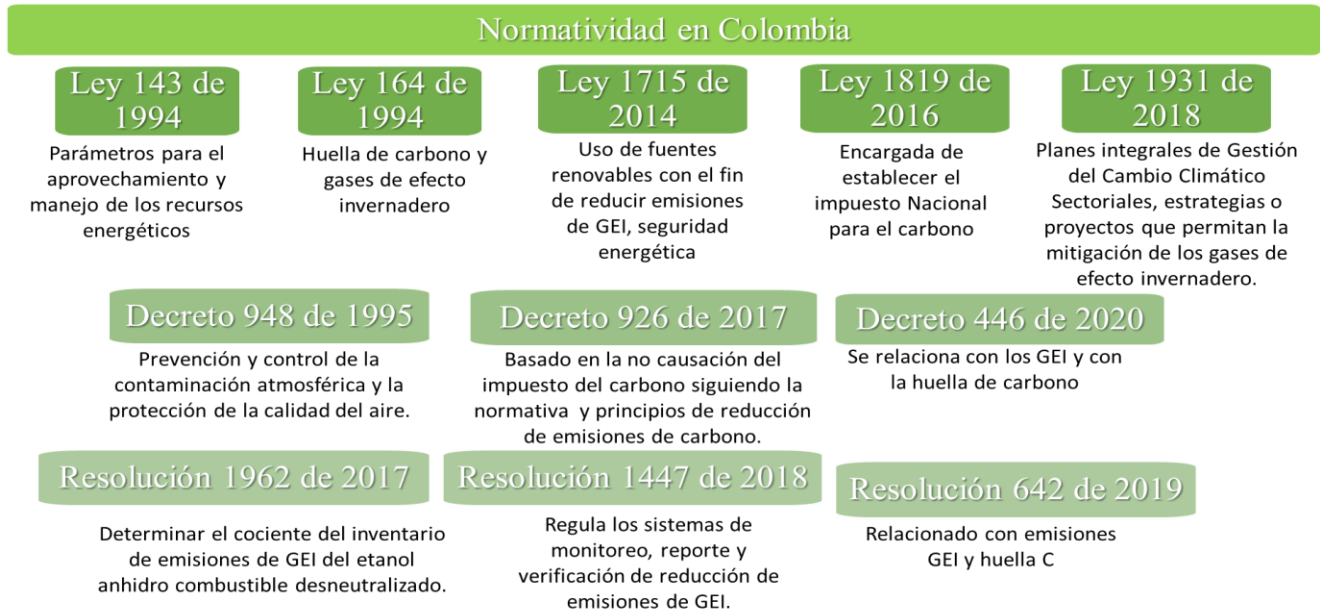 Normatividad en Colombia
Ley 143 de
1994
Parámetros para el
aprovechamiento y
manejo de los recursos
energéticos
Ley 164 de
1994
Huella de carbono y
gases de efecto
invernadero
Ley 1715 de
2014
Uso de fuentes
renovables con el fin
de reducir emisiones
de GEI, seguridad
energética
Ley 1819 de
2016
Encargada de
establecer el
impuesto Nacional
para el carbono
Ley 1931 de
2018
Planes integrales de Gestión
del Cambio Climático
Sectoriales, estrategias o
proyectos que permitan la
mitigación de los gases de
efecto invernadero.
Decreto 948 de 1995
Prevención y control de la
contaminación atmosférica y la
protección de la calidad del aire.
Decreto 926 de 2017
Basado en la no causación del
impuesto del carbono siguiendo la
normativa y principios de reducción
de emisiones de carbono.
Decreto 446 de 2020
Se relaciona con los GEI y con
la huella de carbono
Resolución 1962 de 2017
Determinar el cociente del inventario
de emisiones de GEI del etanol
anhidro combustible desneutralizado.
Resolución 1447 de 2018
Regula los sistemas de
monitoreo, reporte y
verificación de reducción de
emisiones de GEI.
Resolución 642 de 2019
Relacionado con emisiones
GEI y huella C